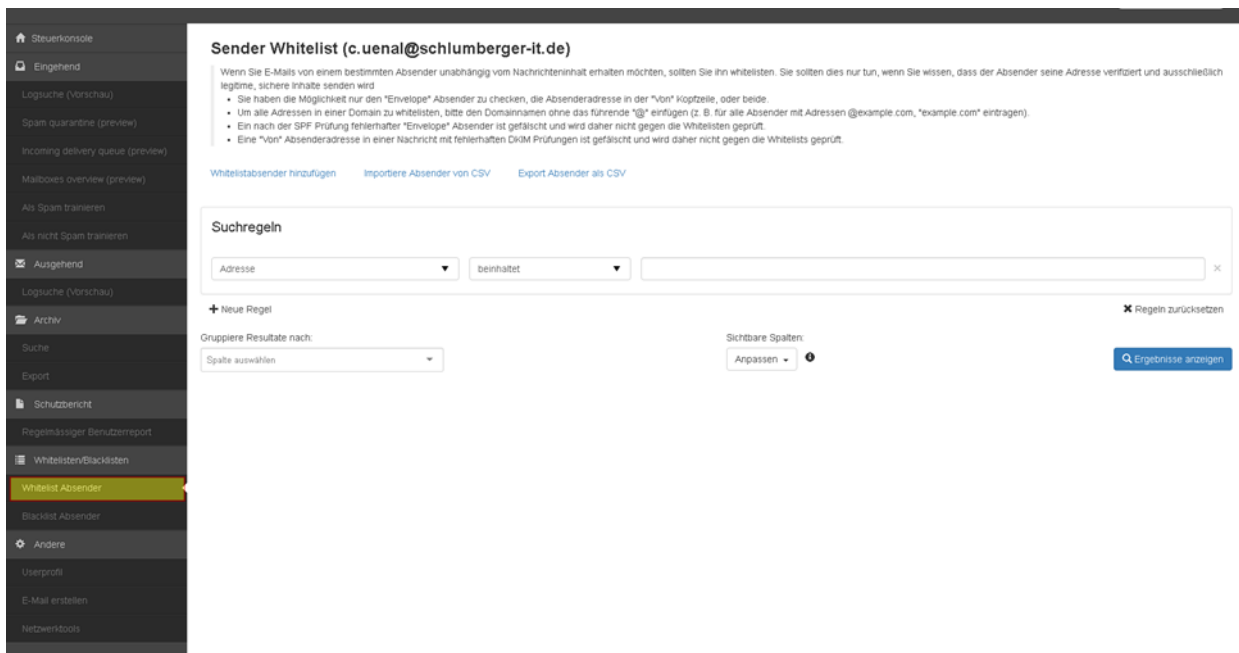 Steuerkonsole
Eingehend
Logsuche (Vorschau)
Spam quarantine (preview)
Incoming delivery queue (preview)
Mailboxes overview (preview)
Als Spam trainieren
Als nicht Spam trainieren
Ausgehend
Logsuche (Vorschau)
Archiv
Suche
Export
Schutzbericht
Regelmässiger Benutzerreport
Whitelisten/Blacklisten
Whitelist Absender
Blacklist Absender
Andere
Userprofil
E-Mail erstellen
Netzwerktools
Sender Whitelist (c.uenal@schlumberger-it.de)
Wenn Sie E-Mails von einem bestimmten Absender unabhängig vom Nachrichteninhalt erhalten möchten, sollten Sie ihn whitelisten. Sie sollten dies nur tun, wenn Sie wissen, dass der Absender seine Adresse verifiziert und ausschließlich
legitime, sichere Inhalte senden wird
• Sie haben die Möglichkeit nur den "Envelope" Absender zu checken, die Absenderadresse in der "Von" Kopfzeile, oder beide.
• Um alle Adressen in einer Domain zu whitelisten, bitte den Domainnamen ohne das führende "@" einfügen (z. B. für alle Absender mit Adressen @example.com, "example.com" eintragen).
• Ein nach der SPF Prüfung fehlerhafter "Envelope" Absender ist gefälscht und wird daher nicht gegen die Whitelisten geprüft.
• Eine "Von" Absenderadresse in einer Nachricht mit fehlerhaften DKIM Prüfungen ist gefälscht und wird daher nicht gegen die Whitelists geprüft.
Whitelistabsender hinzufügen Importiere Absender von CSV Export Absender als CSV
Suchregeln
Adresse beinhaltet
Neue Regel Regeln zurücksetzen
Gruppiere Resultate nach: Sichtbare Spalten:
Spalte auswählen Anpassen Ergebnisse anzeigen